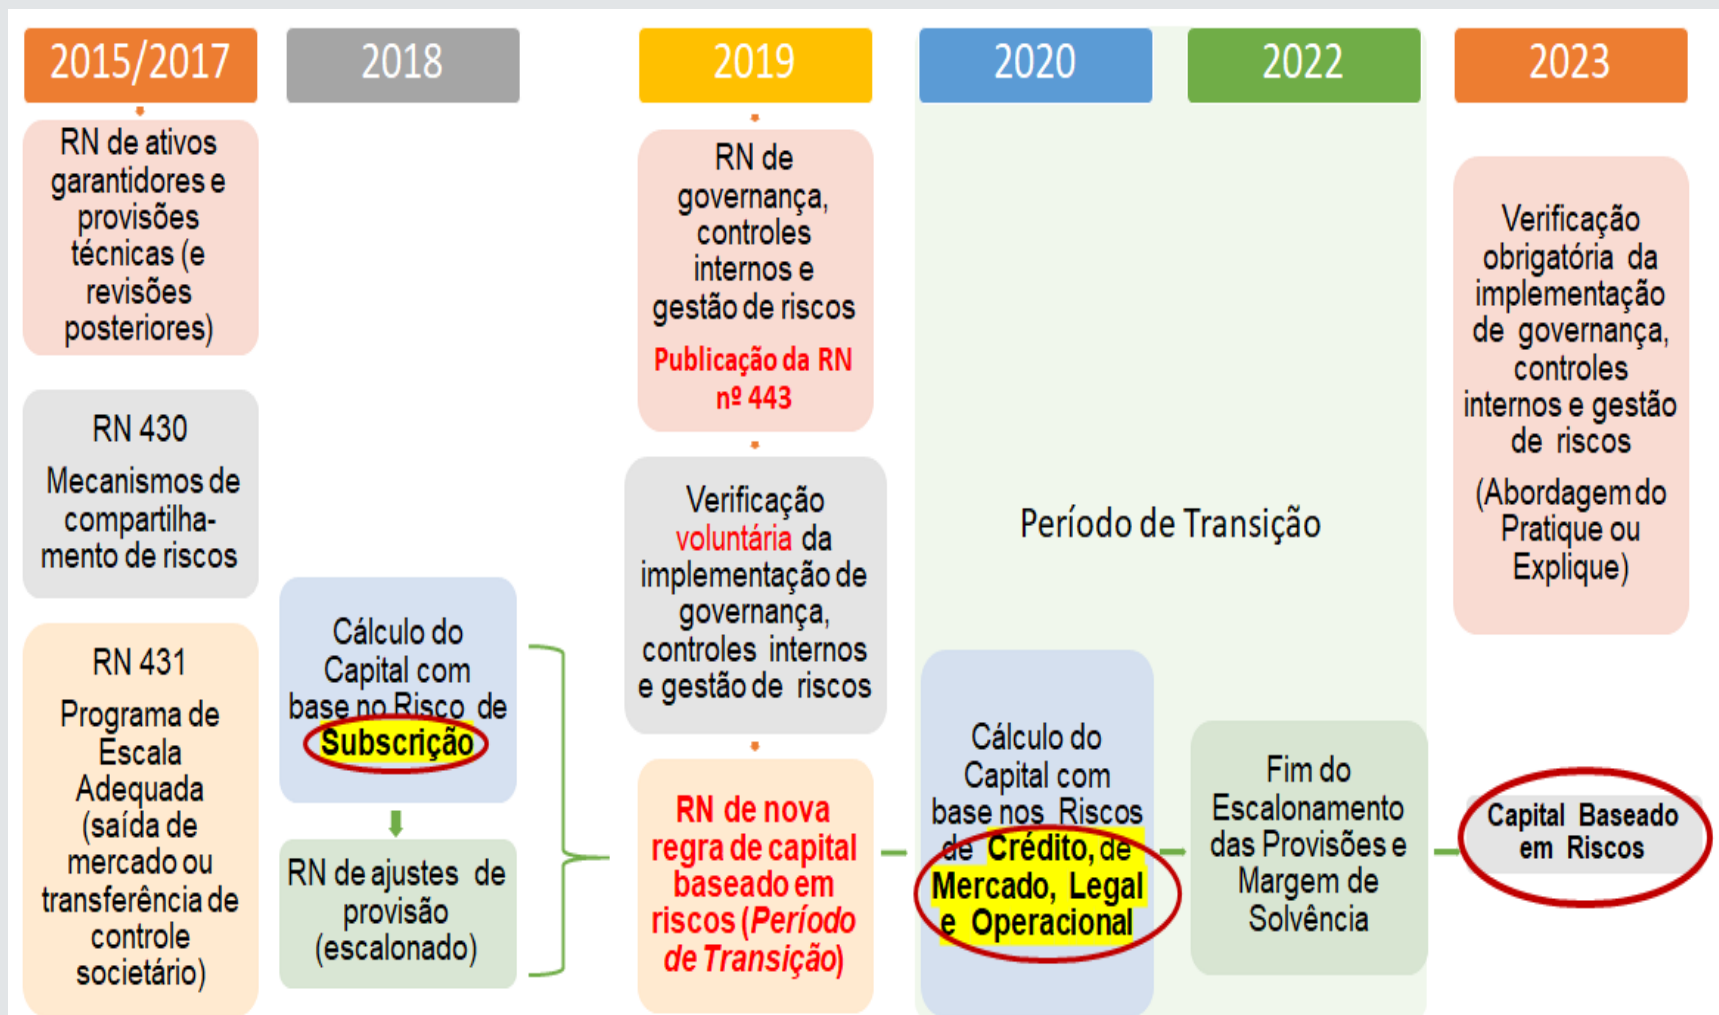 2015/2017
RN de ativos
garantidores e
provisões
técnicas (e
revisões
posteriores)
RN 430
Mecanismos de
compartilha-
mento de riscos
RN 431
Programa de
Escala
Adequada
(saída de
mercado ou
transferência de
controle
societário)
2018
Cálculo do
Capital com
base no Risco de
Subscrição
RN de ajustes de
provisão
(escalonado)
2019
RN de
governança,
controles
internos e
gestão de riscos
Publicação da RN
nº 443
Verificação
voluntária da
implementação de
governança,
controles internos
e gestão de riscos
RN de nova
regra de capital
baseado em
riscos (Período
de Transição)
2020
2022
Período de Transição
Cálculo do
Capital com
base nos Riscos
de Crédito, de
Mercado, Legal
e Operacional
Fim do
Escalonamento
das Provisões e
Margem de
Solvência
2023
Verificação
obrigatória da
implementação
de governança,
controles
internos e gestão
de riscos
(Abordagem do
Pratique ou
Explique)
Capital Baseado
em Riscos